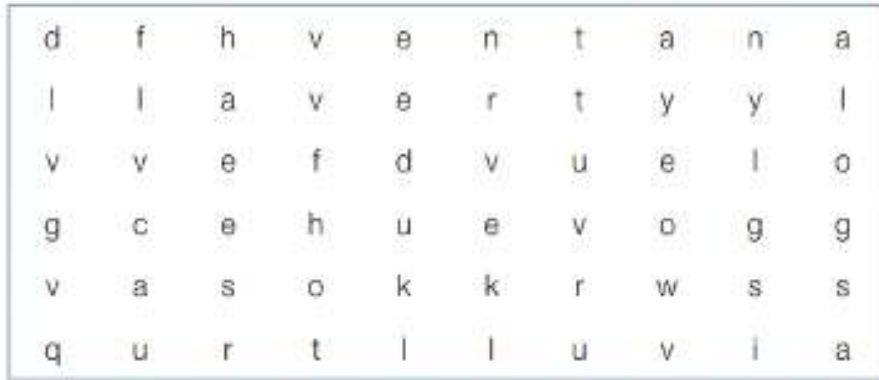 d f h v e n t a n a
l l a v e r t y y l
v v e f d v u e l o
g c e h u e v o g g
v a s o k k r w s s
q u r t l l u v i a